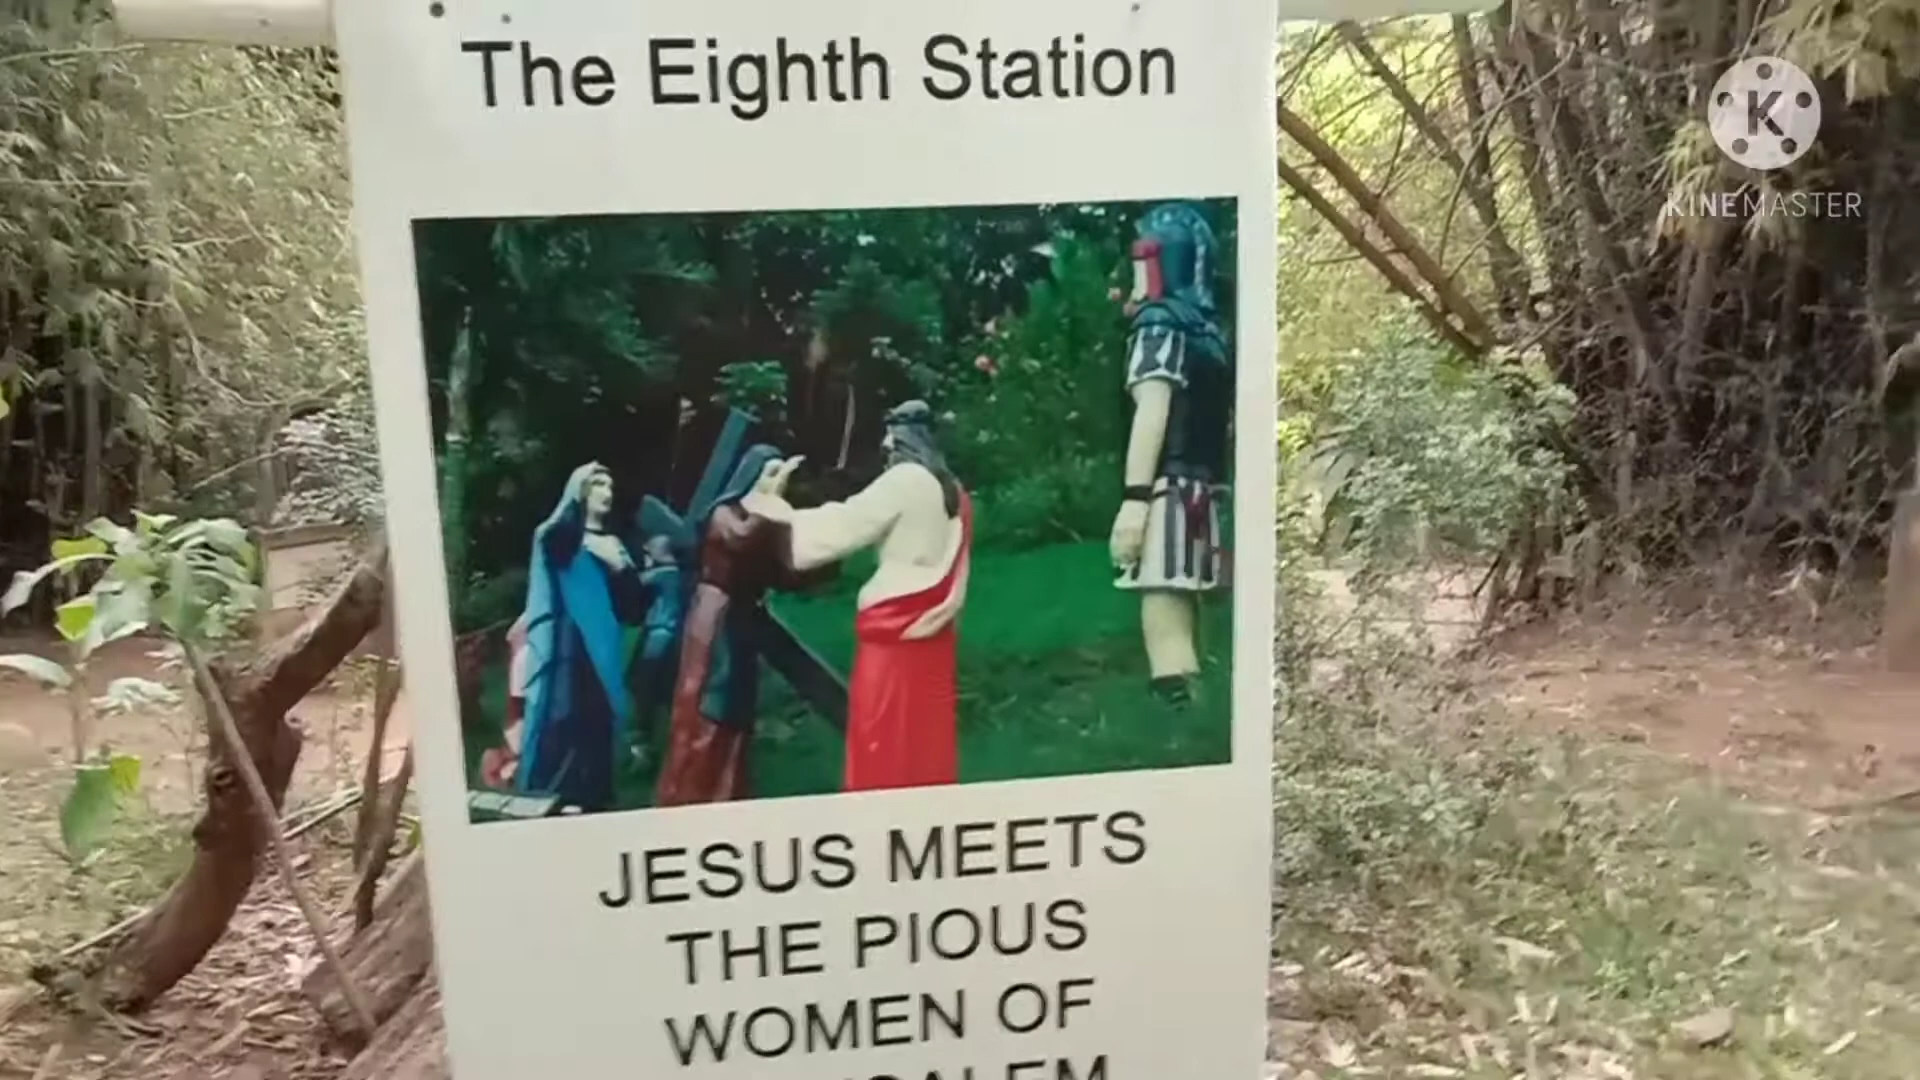 The Eighth Station
K
KINEMASTER
JESUS MEETS
THE PIOUS
WOMEN OF